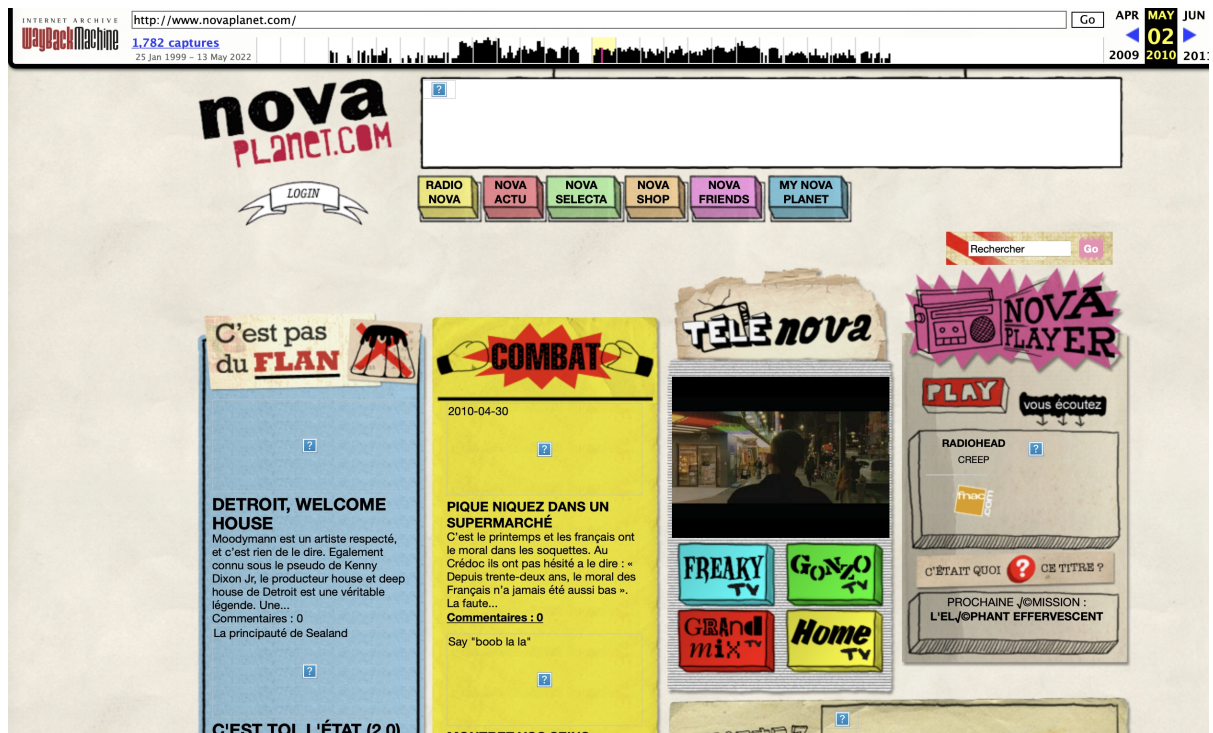 INTERNET ARCHIVE
WayBackMachine
http://www.novaplanet.com/
Go
1,782 captures
25 Jan 1999 – 13 May 2022
APR MAY JUN
02
2009 2010 2011
nova
PLANET.COM
LOGIN
RADIO NOVA
NOVA ACTU
NOVA SELECTA
NOVA SHOP
NOVA FRIENDS
MY NOVA PLANET
Rechercher
Go
C'est pas
du FLAN
DETROIT, WELCOME
HOUSE
Moodymann est un artiste respecté,
et c'est rien de le dire. Egalement
connu sous le pseudo de Kenny
Dixon Jr, le producteur house et deep
house de Detroit est une véritable
légende. Une...
Commentaires : 0
La principauté de Sealand
C'EST TOI, L'ÉTAT (2.0)
COMBAT
2010-04-30
PIQUE NIQUEZ DANS UN
SUPERMARCHÉ
C'est le printemps et les français ont
le moral dans les soquettes. Au
Crédoc ils ont pas hésité a le dire : «
Depuis trente-deux ans, le moral des
Français n'a jamais été aussi bas ».
La faute...
Commentaires : 0
Say "boob la la"
TÉLÉ nova
FREAKY TV
GONZO TV
GRAND MIX TV
Home TV
NOVA
PLAYER
PLAY
vous écoutez
RADIOHEAD
CREEP
fnac.com
C'ÉTAIT QUOI ? CE TITRE ?
PROCHAINE √©MISSION :
L'EL√©PHANT EFFERVESCENT